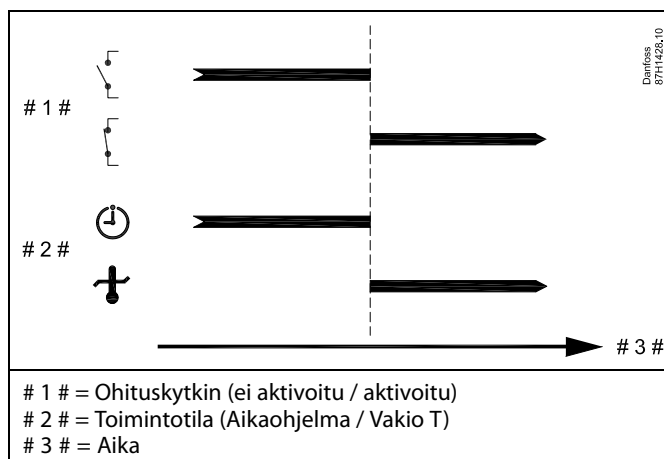 Danfoss
87H1428.10
# 1 #
# 2 #
# 3 #
# 1 # = Ohituskytkin (ei aktivoitu / aktivoitu)
# 2 # = Toimintotila (Aikaohjelma / Vakio T)
# 3 # = Aika